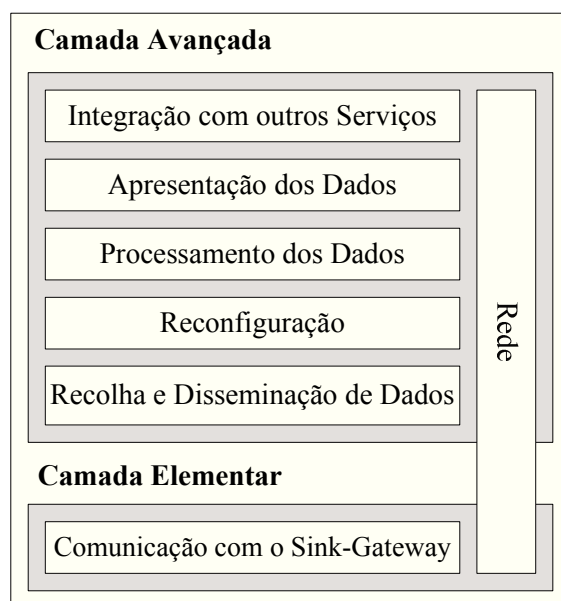 Camada Avançada
Integração com outros Serviços
Apresentação dos Dados
Processamento dos Dados
Reconfiguração
Recolha e Disseminação de Dados
Rede
Camada Elementar
Comunicação com o Sink-Gateway